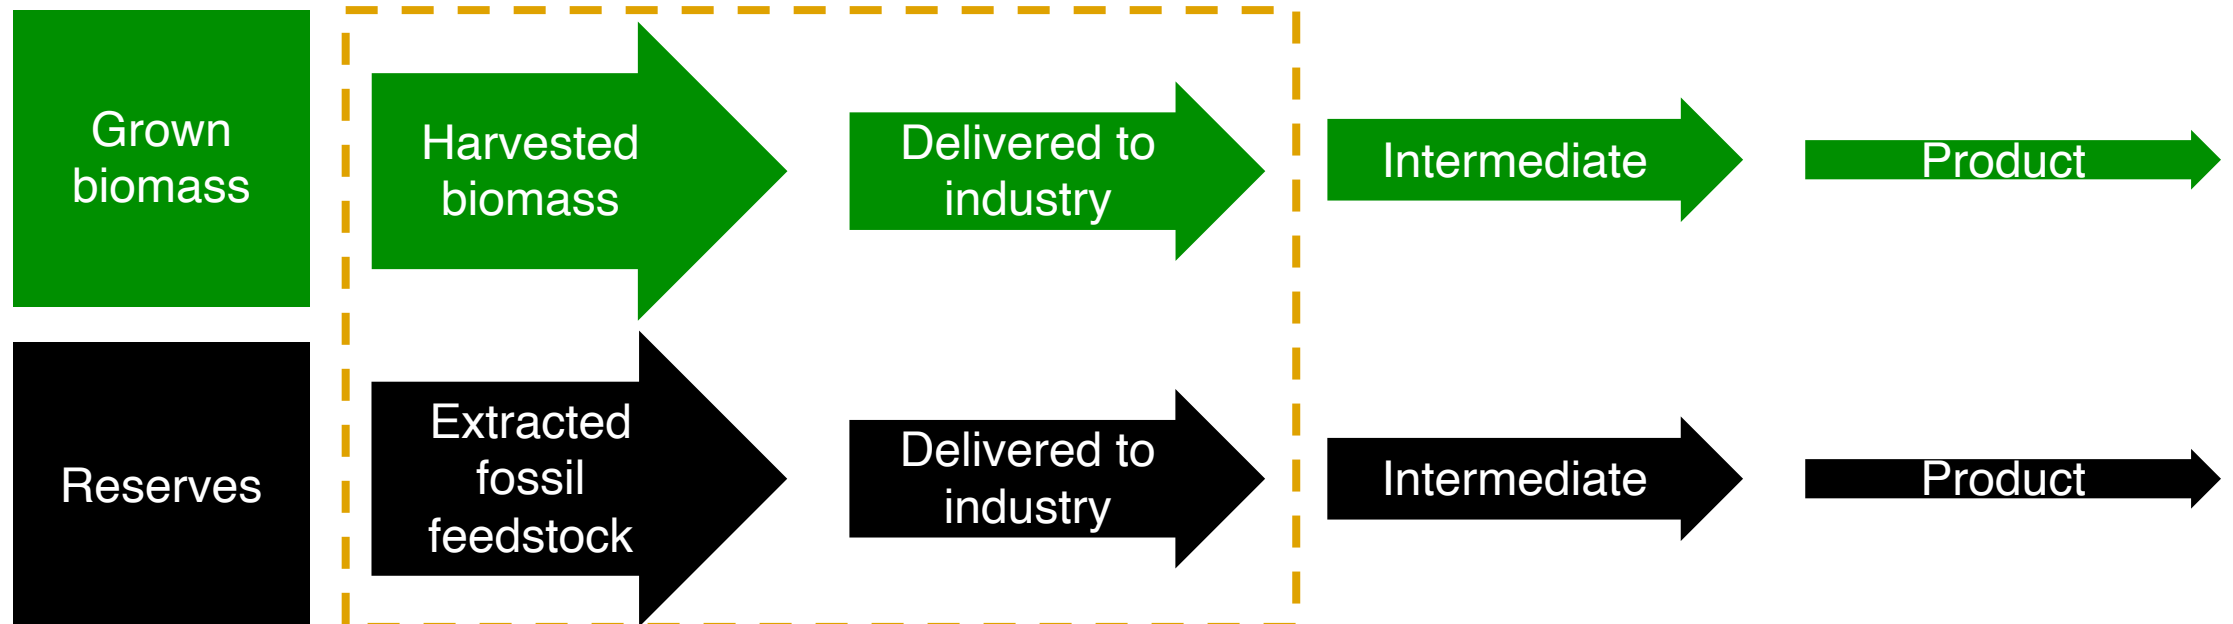 Grown
biomass
Harvested
biomass
Delivered to
industry
Intermediate
Product
Reserves
Extracted
fossil
feedstock
Delivered to
industry
Intermediate
Product